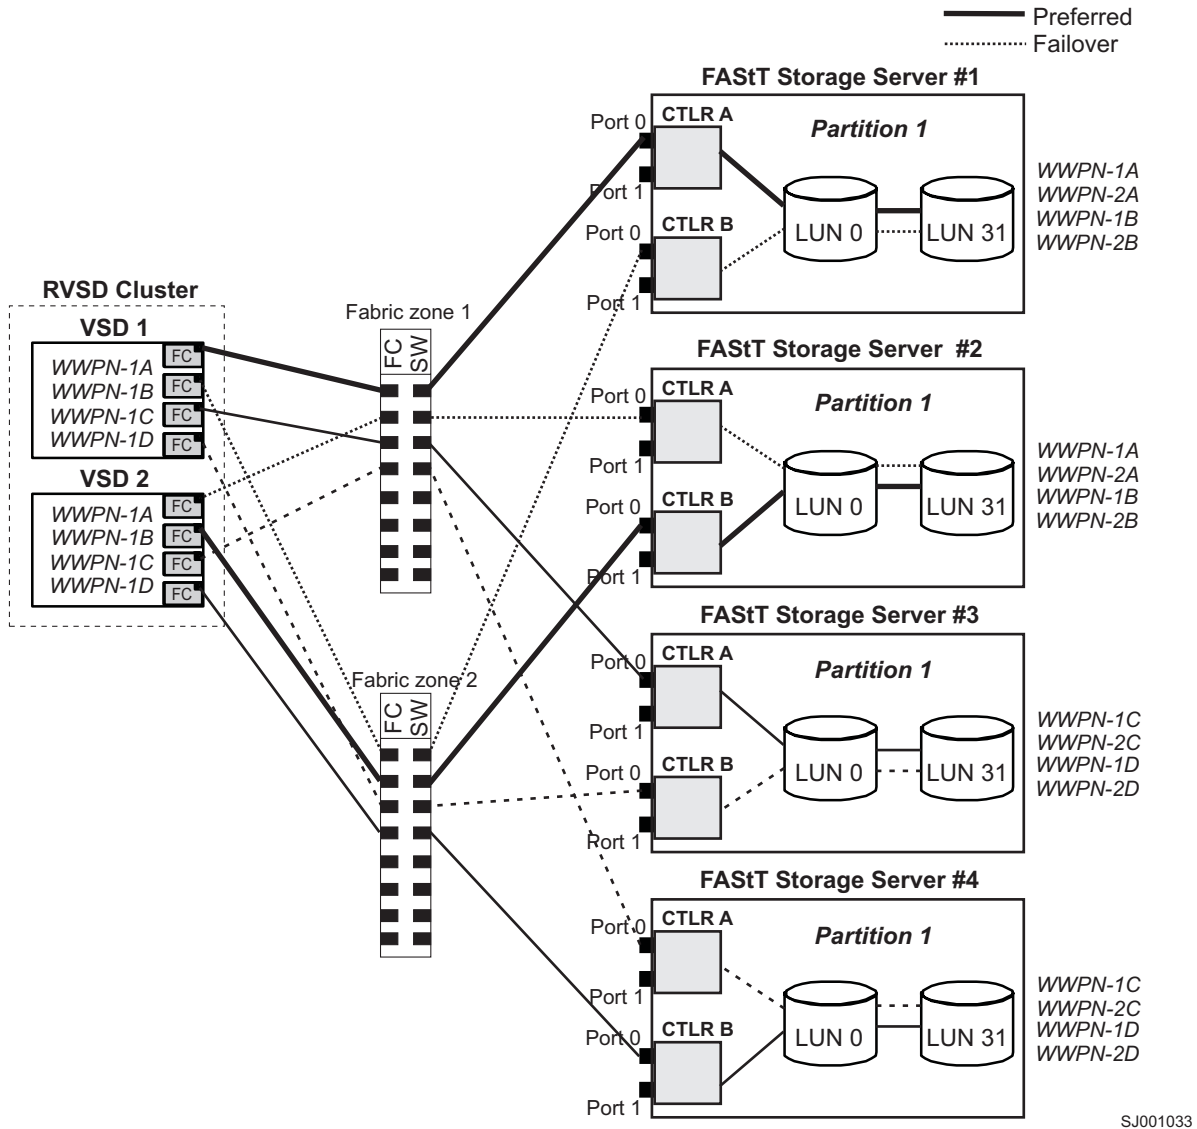 Preferred
Failover
FAStT Storage Server #1
Port 0
CTLR A
Partition 1
Port 1
Port 0
CTLR B
Port 1
LUN 0
LUN 31
WWPN-1A
WWPN-2A
WWPN-1B
WWPN-2B
RVSD Cluster
VSD 1
WWPN-1A
WWPN-1B
WWPN-1C
WWPN-1D
FC
FC
FC
FC
VSD 2
WWPN-1A
WWPN-1B
WWPN-1C
WWPN-1D
FC
FC
FC
FC
Fabric zone 1
FC
SW
Fabric zone 2
FC
SW
FAStT Storage Server #2
Port 0
CTLR A
Partition 1
Port 1
Port 0
CTLR B
Port 1
LUN 0
LUN 31
WWPN-1A
WWPN-2A
WWPN-1B
WWPN-2B
FAStT Storage Server #3
Port 0
CTLR A
Partition 1
Port 1
Port 0
CTLR B
Port 1
LUN 0
LUN 31
WWPN-1C
WWPN-2C
WWPN-1D
WWPN-2D
FAStT Storage Server #4
Port 0
CTLR A
Partition 1
Port 1
Port 0
CTLR B
Port 1
LUN 0
LUN 31
WWPN-1C
WWPN-2C
WWPN-1D
WWPN-2D
SJ001033